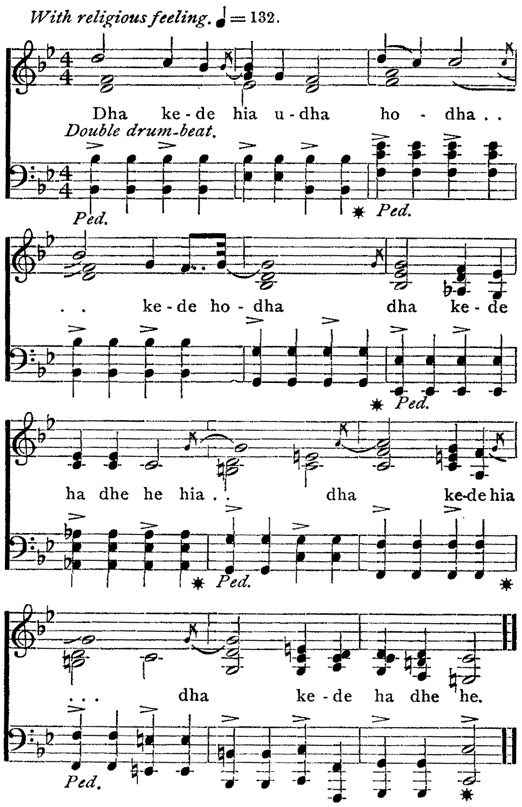 With religious feeling. ♩ = 132.
4 4
Dha ke-de hia u-dha ho - dha . .
Double drum-beat.
4 4
Ped. Ped.
. . ke-de ho-dha dha ke-de
Ped.
ha dhe he hia . . dha ke-de hia
Ped.
. . . dha ke-de ha dhe he.
Ped.